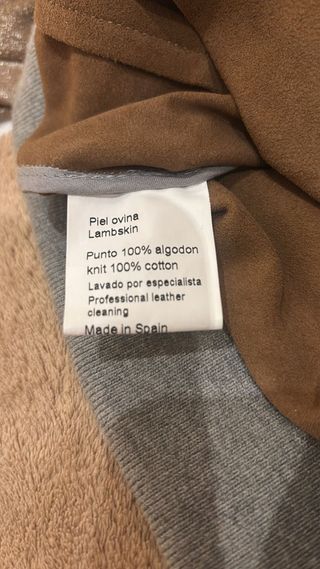 Piel ovina
Lambskin
Punto 100% algodon
knit 100% cotton
Lavado por especialista
Professional leather
cleaning
Made in Spain